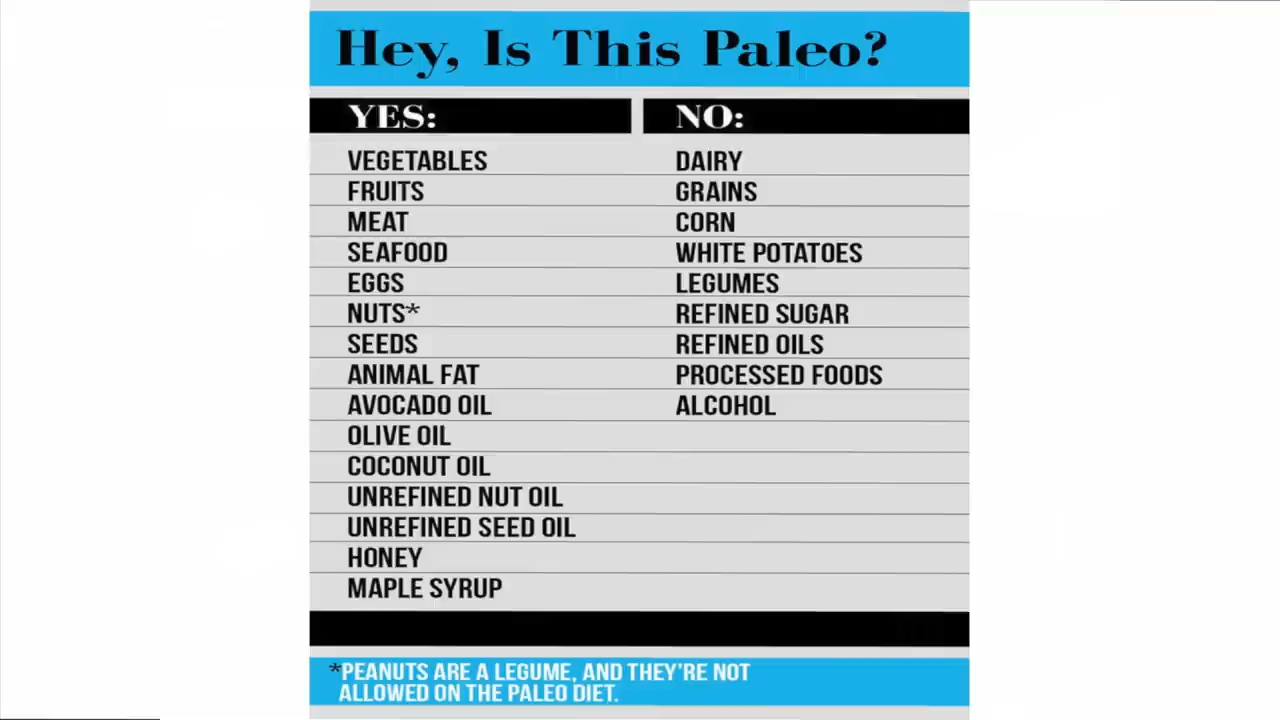 Hey, Is This Paleo?
YES:
VEGETABLES
FRUITS
MEAT
SEAFOOD
EGGS
NUTS*
SEEDS
ANIMAL FAT
AVOCADO OIL
OLIVE OIL
COCONUT OIL
UNREFINED NUT OIL
UNREFINED SEED OIL
HONEY
MAPLE SYRUP
NO:
DAIRY
GRAINS
CORN
WHITE POTATOES
LEGUMES
REFINED SUGAR
REFINED OILS
PROCESSED FOODS
ALCOHOL
*PEANUTS ARE A LEGUME, AND THEY'RE NOT
ALLOWED ON THE PALEO DIET.